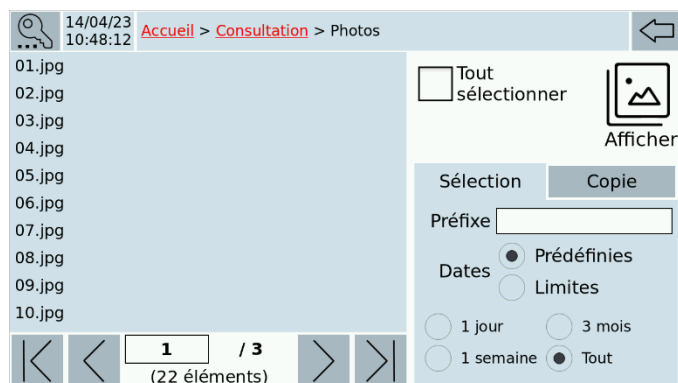 14/04/23
10:48:12
Accueil > Consultation > Photos
01.jpg
02.jpg
03.jpg
04.jpg
05.jpg
06.jpg
07.jpg
08.jpg
09.jpg
10.jpg
1 / 3
(22 éléments)
Tout
sélectionner
Afficher
Sélection Copie
Préfixe
Dates
Prédéfinies
Limites
1 jour 3 mois
1 semaine Tout